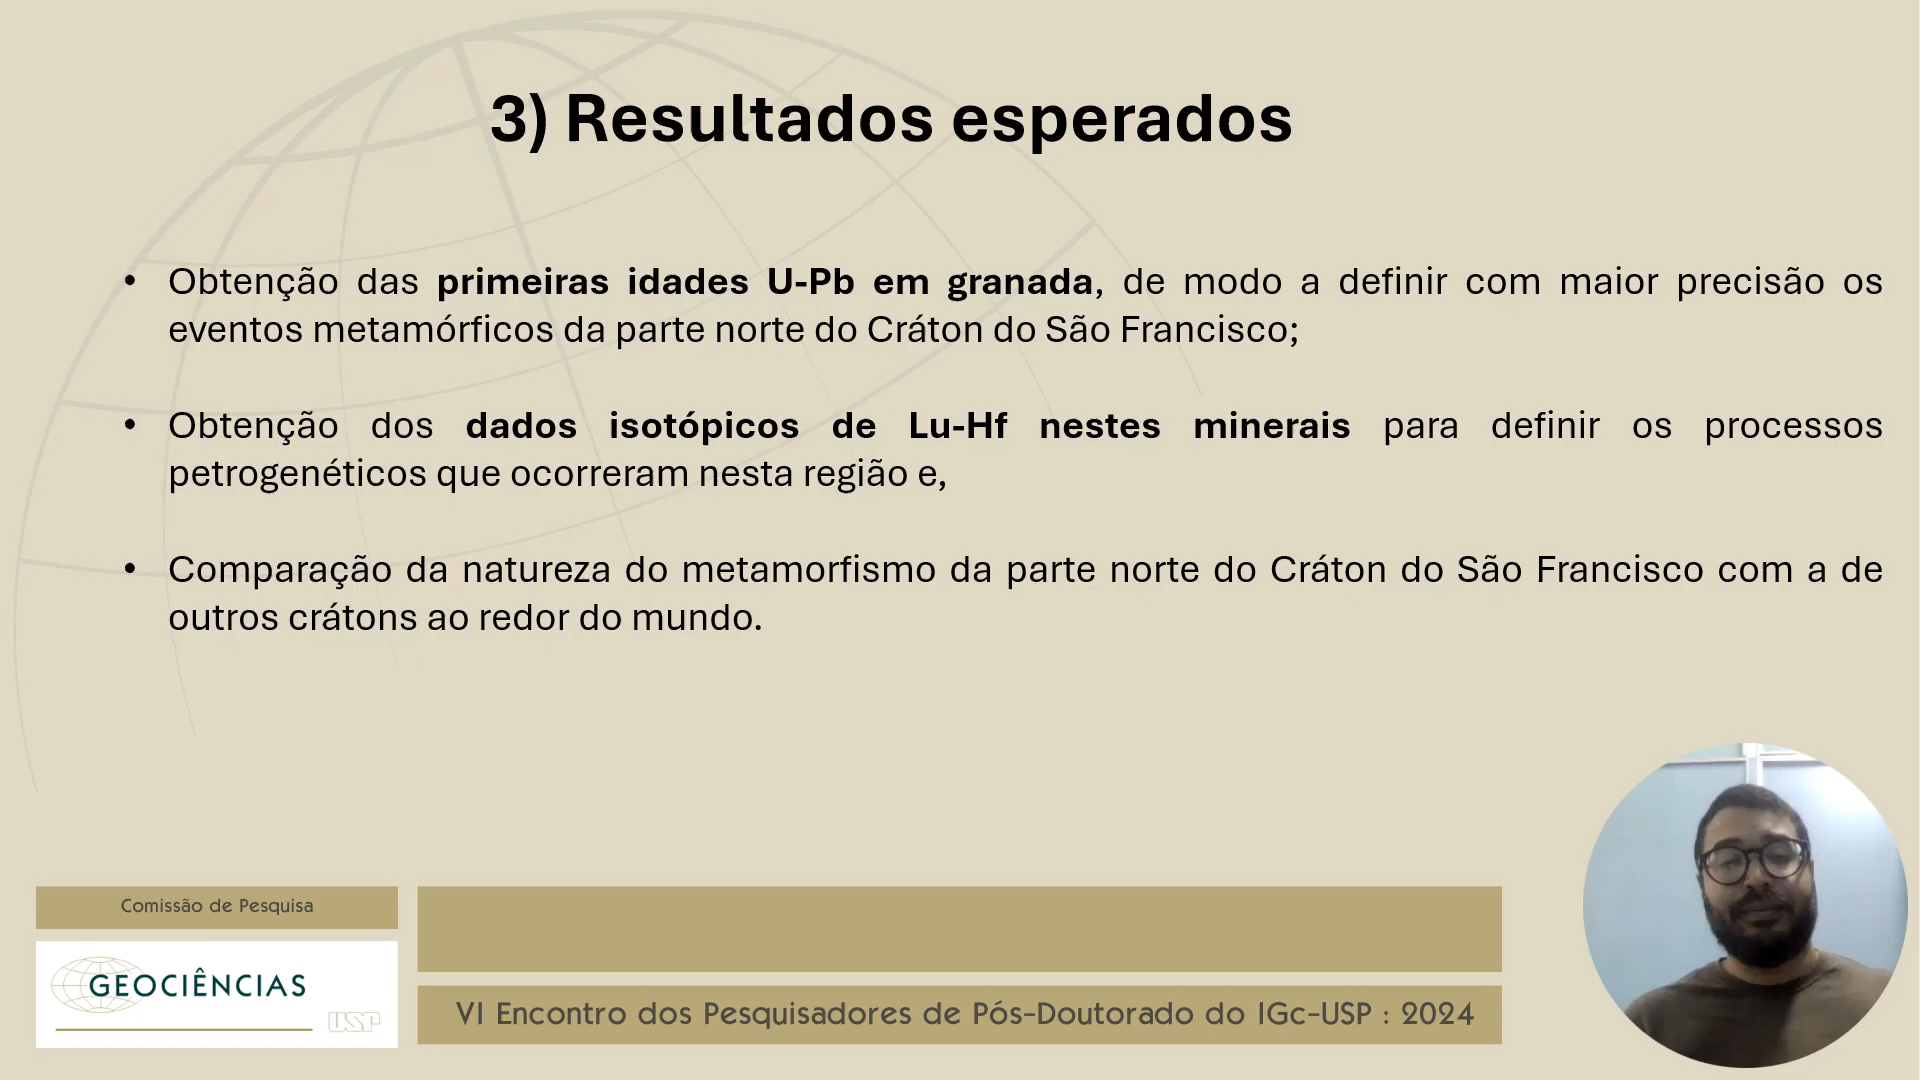 3) Resultados esperados
• Obtenção das primeiras idades U-Pb em granada, de modo a definir com maior precisão os
eventos metamórficos da parte norte do Cráton do São Francisco;
• Obtenção dos dados isotópicos de Lu-Hf nestes minerais para definir os processos
petrogenéticos que ocorreram nesta região e,
• Comparação da natureza do metamorfismo da parte norte do Cráton do São Francisco com a de
outros crátons ao redor do mundo.
Comissão de Pesquisa
GEOCIÊNCIAS
USP
VI Encontro dos Pesquisadores de Pós-Doutorado do IGc-USP : 2024